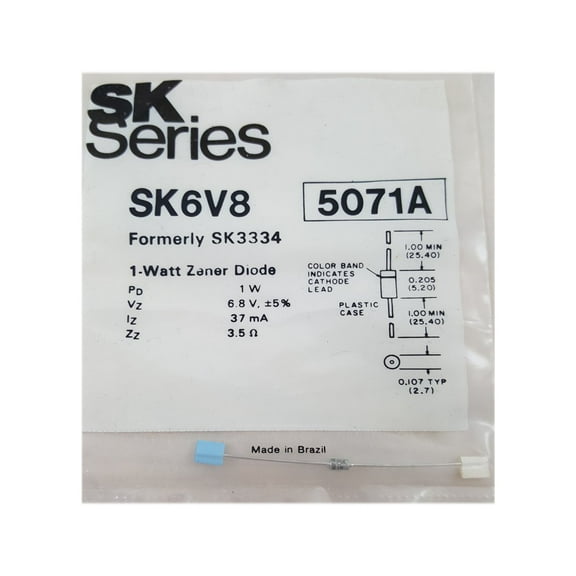 SK
Series
SK6V8
5071A
Formerly SK3334
1-Watt Zener Diode
PD 1 W
VZ 6.8 V, ±5%
IZ 37 mA
ZZ 3.5 Ω
COLOR BAND
INDICATES
CATHODE
LEAD
PLASTIC
CASE
1.00 MIN
(25.40)
0.205
(5.20)
1.00 MIN
(25.40)
0.107 TYP
(2.7)
Made in Brazil